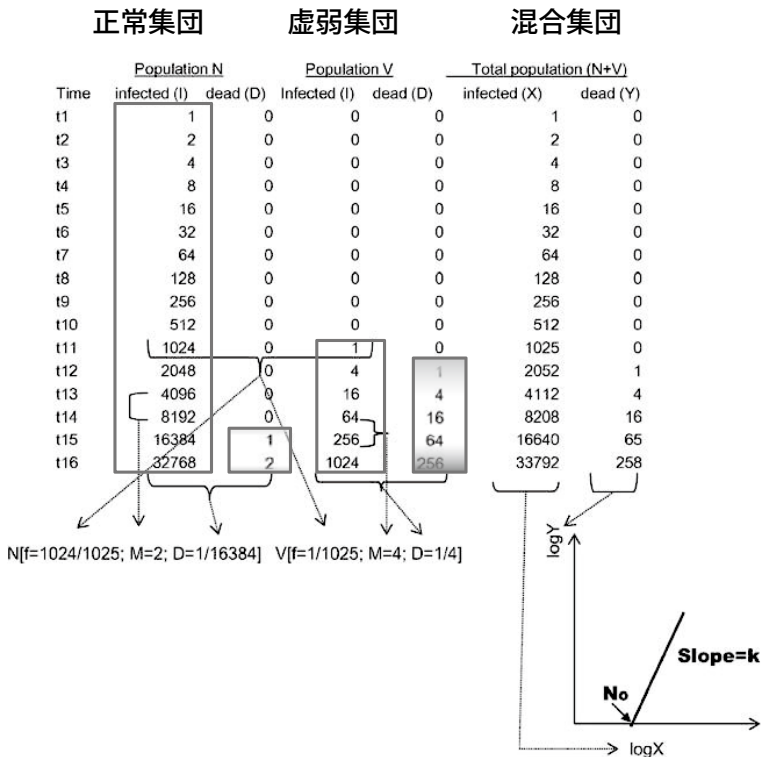 正常集団 虚弱集団 混合集団
Population N Population V Total population (N+V)
Time infected (I) dead (D) Infected (I) dead (D) infected (X) dead (Y)
t1 1 0 0 0 1 0
t2 2 0 0 0 2 0
t3 4 0 0 0 4 0
t4 8 0 0 0 8 0
t5 16 0 0 0 16 0
t6 32 0 0 0 32 0
t7 64 0 0 0 64 0
t8 128 0 0 0 128 0
t9 256 0 0 0 256 0
t10 512 0 0 0 512 0
t11 1024 0 1 0 1025 0
t12 2048 0 4 1 2052 1
t13 4096 0 16 4 4112 4
t14 8192 0 64 16 8208 16
t15 16384 1 256 64 16640 65
t16 32768 2 1024 256 33792 258
N[f=1024/1025; M=2; D=1/16384] V[f=1/1025; M=4; D=1/4]
logY
Slope=k
No
logX